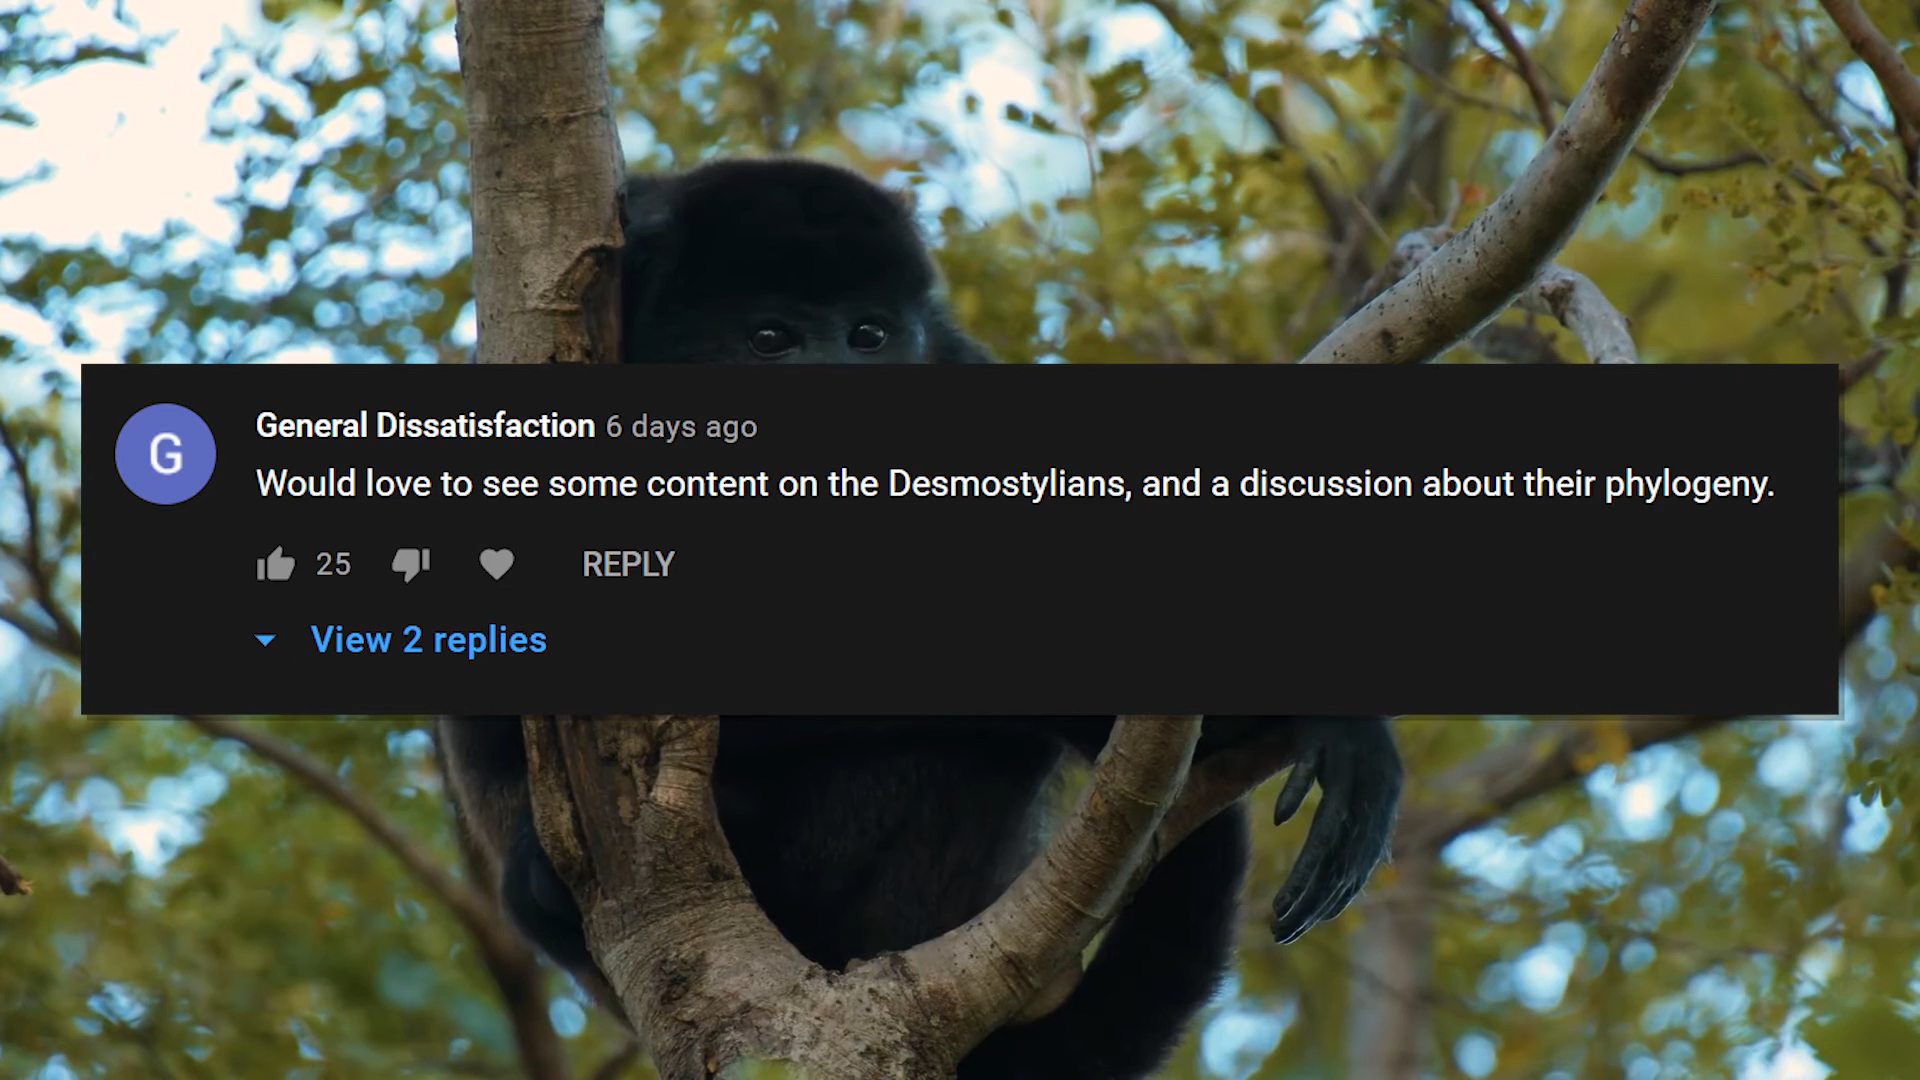 G
General Dissatisfaction 6 days ago
Would love to see some content on the Desmostylians, and a discussion about their phylogeny.
25 REPLY
View 2 replies